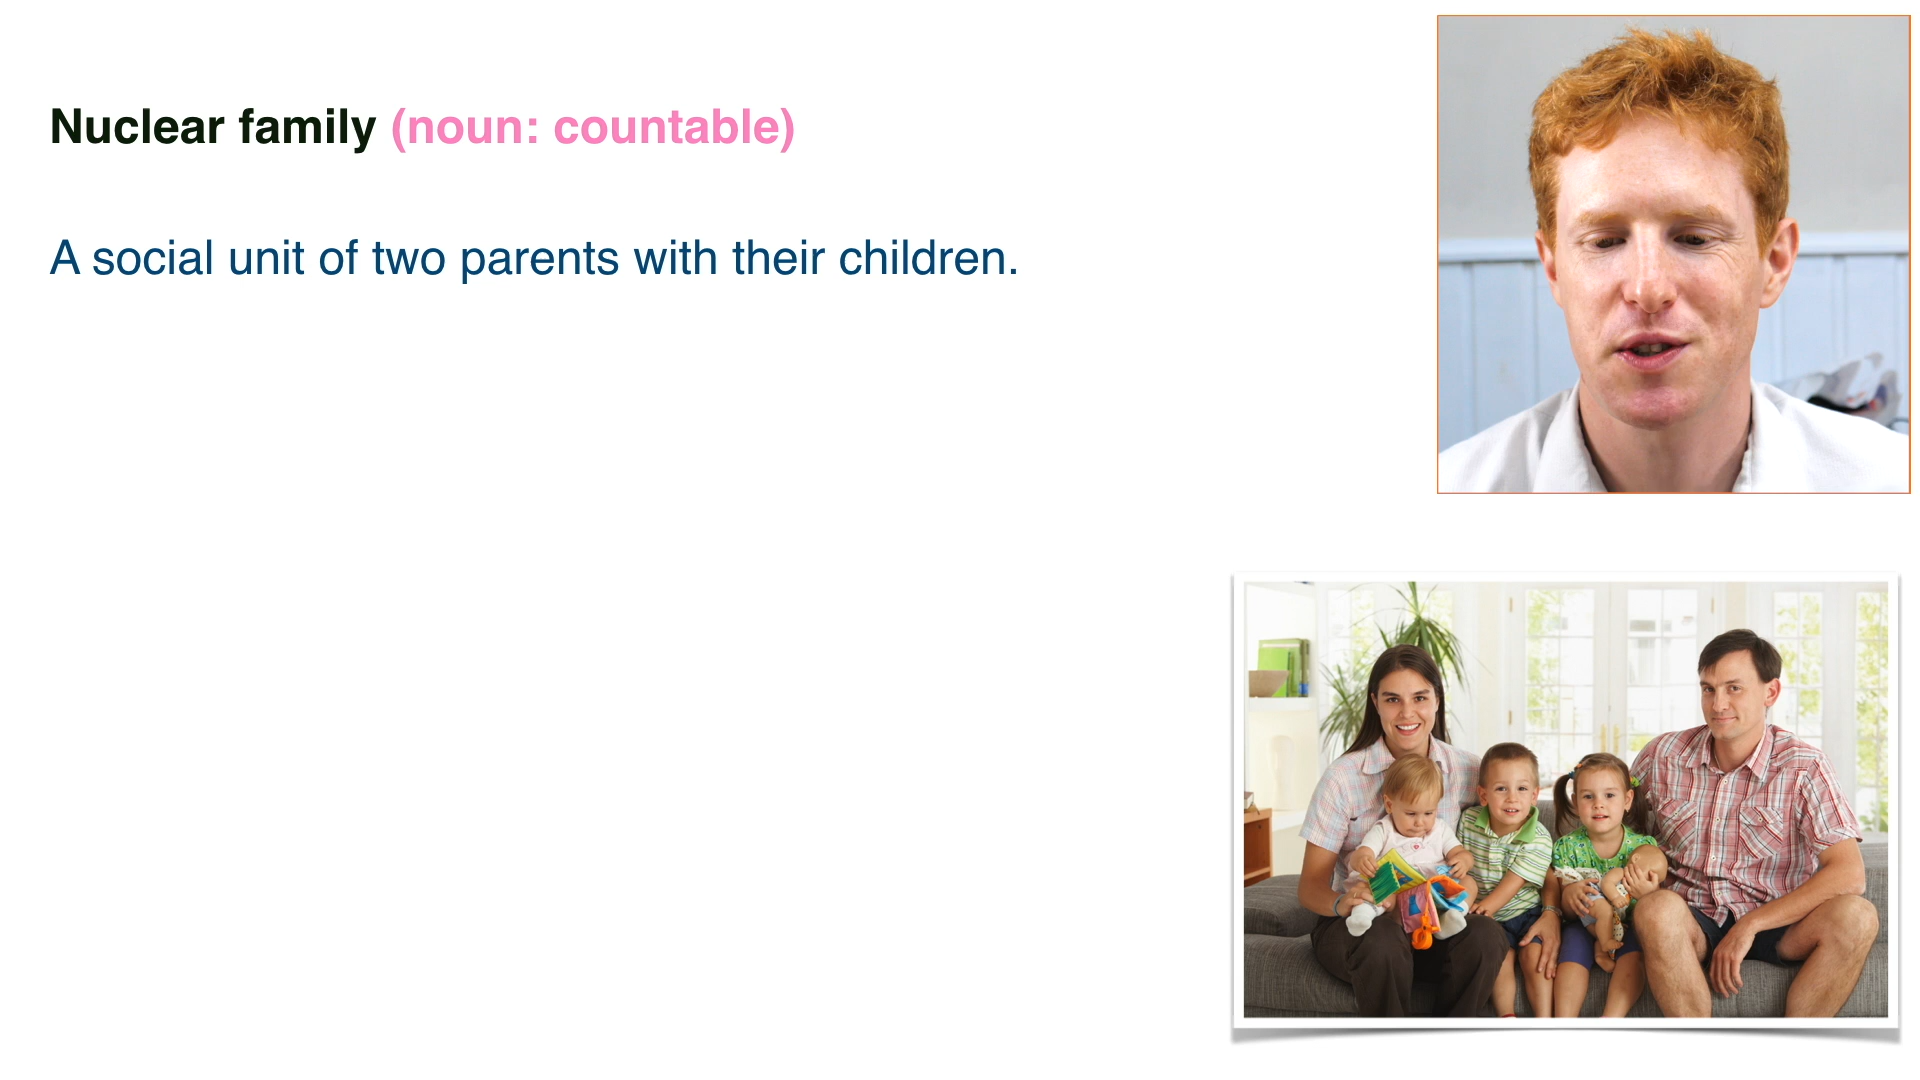 Nuclear family (noun: countable)
A social unit of two parents with their children.